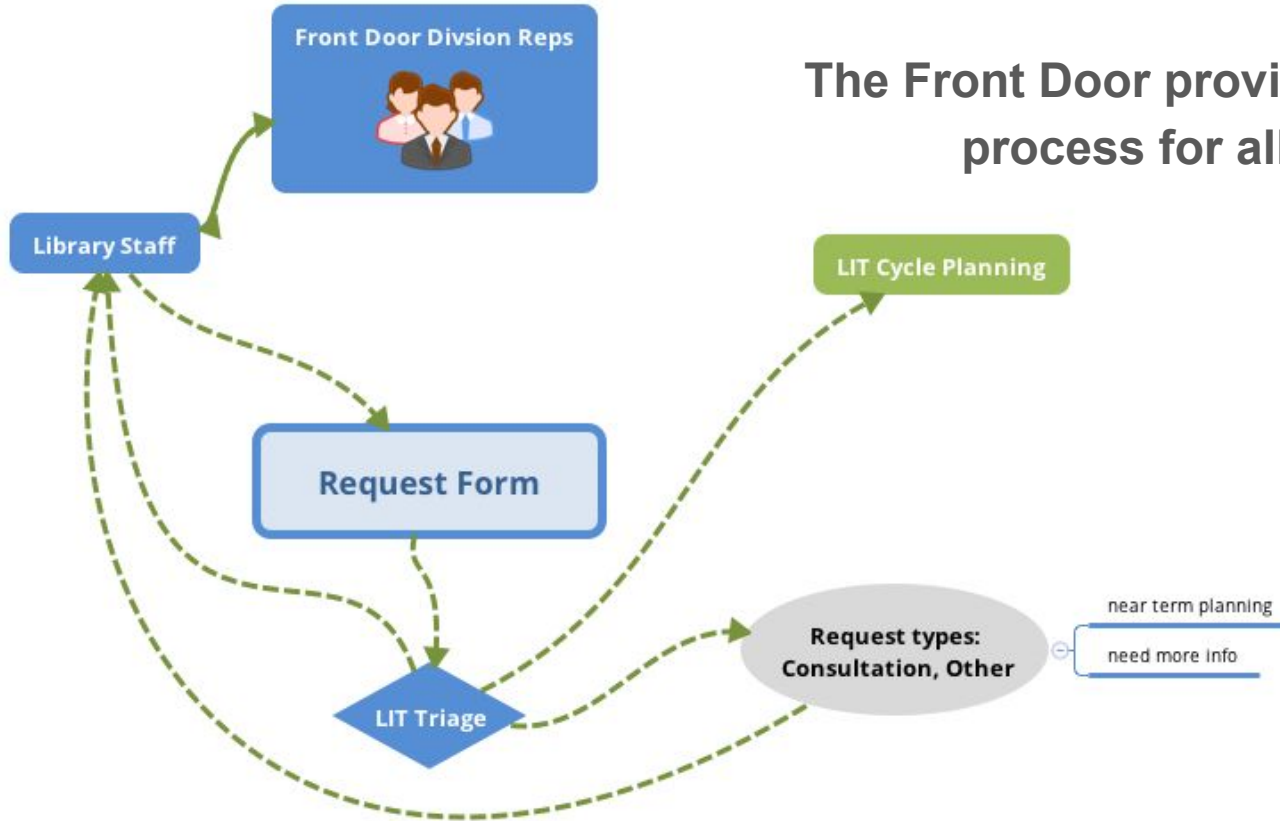 Front Door Divsion Reps
The Front Door provi
process for all
Library Staff
LIT Cycle Planning
Request Form
near term planning
Request types:
Consultation, Other
need more info
LIT Triage